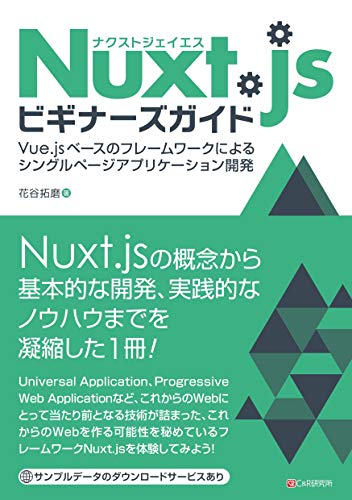 ナクストジェイエス
Nuxt.js
ビギナーズガイド
Vue.jsベースのフレームワークによる
シングルページアプリケーション開発
花谷拓磨 著
Nuxt.jsの概念から
基本的な開発、実践的な
ノウハウまでを
凝縮した1冊!
Universal Application、Progressive
Web Applicationなど、これからのWebに
とって当たり前となる技術が詰まった、これ
からのWebを作る可能性を秘めているフ
レームワークNuxt.jsを体験してみよう!
サンプルデータのダウンロードサービスあり
C&R研究所